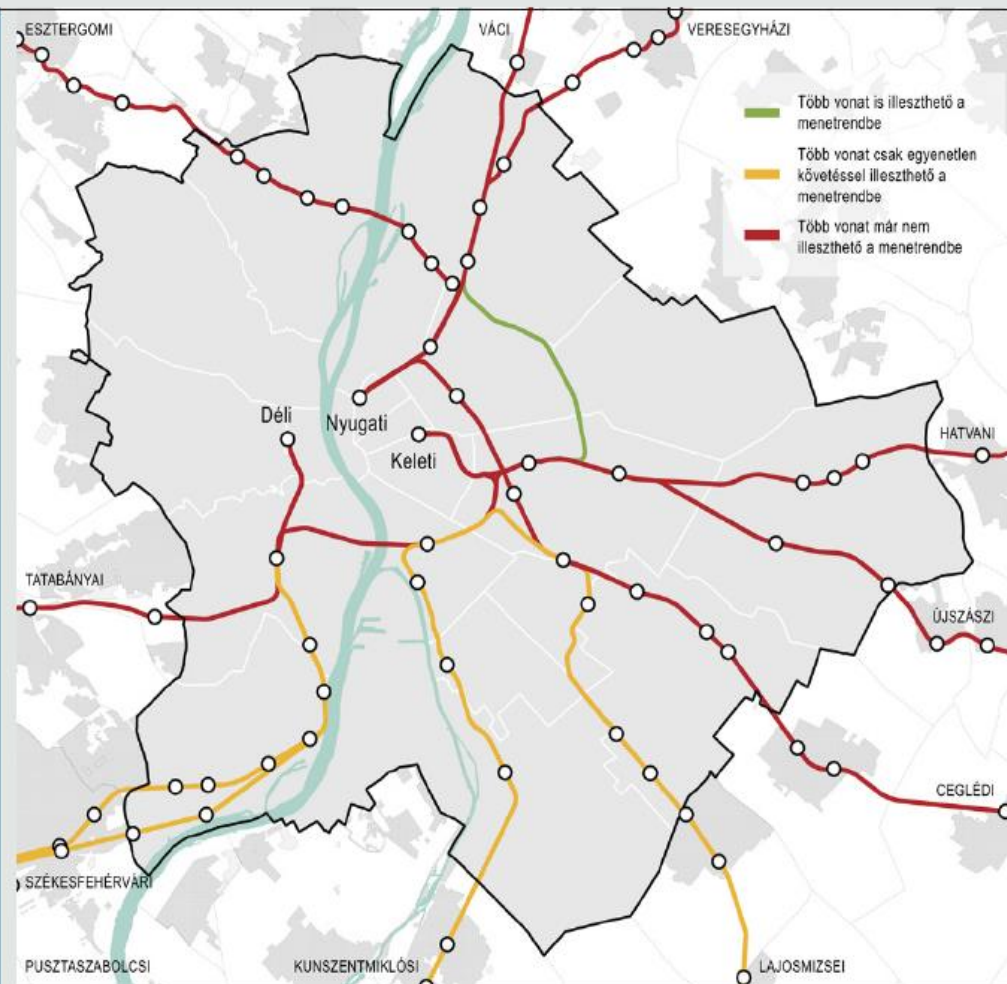 ESZTERGOMI
VÁCI
VERESEGYHÁZI
Több vonat is illeszthető a
menetrendbe
Több vonat csak egyenetlen
követéssel illeszthető a
menetrendbe
Több vonat már nem
illeszthető a menetrendbe
Déli
Nyugati
Keleti
HATVANI
TATABÁNYAI
ÚJSZÁSZI
CEGLÉDI
SZÉKESFEHÉRVÁRI
PUSZTASZABOLCSI
KUNSZENTMIKLÓSI
LAJOSMIZSEI